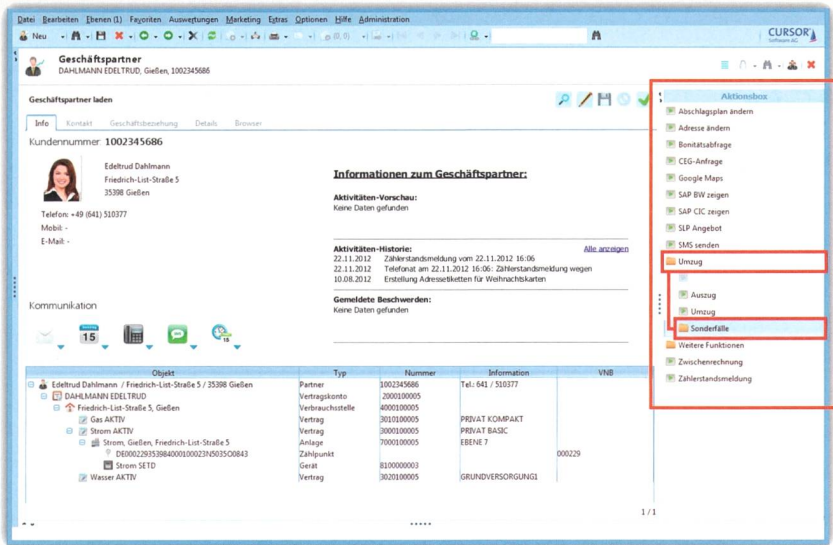 Datei Bearbeiten Ebenen (1) Favoriten Auswertungen Marketing Extras Optionen Hilfe Administration
Neu
(0, 0)
CURSOR
Software AG
Geschäftspartner
DAHLMANN EDELTRUD, Gießen, 1002345686
Geschäftspartner laden
Info Kontakt Geschäftsbeziehung Details Browser
Kundennummer 1002345686
Edeltrud Dahlmann
Friedrich-List-Straße 5
35398 Gießen
Telefon: +49 (641) 510377
Mobil: -
E-Mail: -
Informationen zum Geschäftspartner:
Aktivitäten-Vorschau:
Keine Daten gefunden
Aktivitäten-Historie: Alle anzeigen
22.11.2012 Zählerstandsmeldung vom 22.11.2012 16:06
22.11.2012 Telefonat am 22.11.2012 16:06: Zählerstandsmeldung wegen
10.08.2012 Erstellung Adressetiketten für Weihnachtskarten
Gemeldete Beschwerden:
Keine Daten gefunden
Kommunikation
15
15
Objekt Typ Nummer Information VNB
Edeltrud Dahlmann / Friedrich-List-Straße 5 / 35398 Gießen Partner 1002345686 Tel.: 641 / 510377
DAHLMANN EDELTRUD Vertragskonto 2000100005
Friedrich-List-Straße 5, Gießen Verbrauchsstelle 4000100005
Gas AKTIV Vertrag 3010100005 PRIVAT KOMPAKT
Strom AKTIV Vertrag 3000100005 PRIVAT BASIC
Strom, Gießen, Friedrich-List-Straße 5 Anlage 7000100005 EBENE 7
DE000229353984000100023N5035O0843 Zählpunkt 000229
Strom SETD Gerät 8100000003
Wasser AKTIV Vertrag 3020100005 GRUNDVERSORGUNG1
1 / 1
Aktionsbox
Abschlagsplan ändern
Adresse ändern
Bonitätsabfrage
CEG-Anfrage
Google Maps
SAP BW zeigen
SAP CIC zeigen
SLP Angebot
SMS senden
Umzug
Auszug
Umzug
Sonderfälle
Weitere Funktionen
Zwischenrechnung
Zählerstandsmeldung